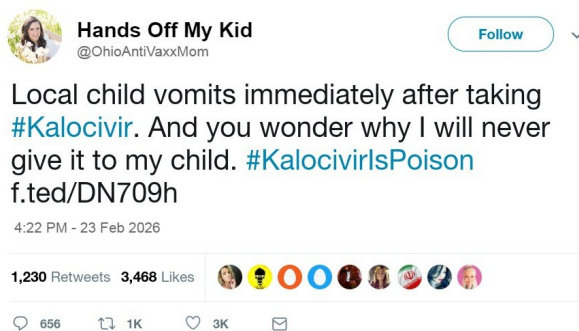 Hands Off My Kid
@OhioAntiVaxxMom
Follow
Local child vomits immediately after taking
#Kalocivir. And you wonder why I will never
give it to my child. #KalocivirIsPoison
f.ted/DN709h
4:22 PM - 23 Feb 2026
1,230 Retweets 3,468 Likes
656 1K 3K